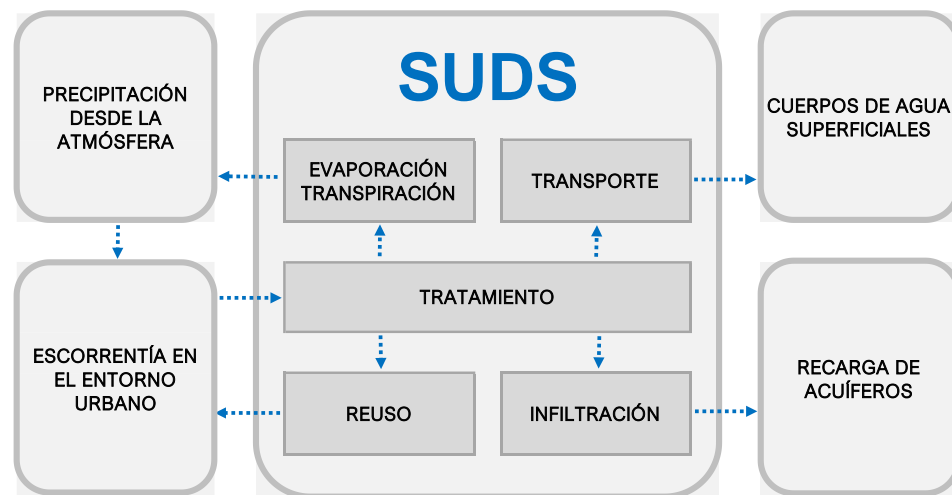 SUDS
PRECIPITACIÓN
DESDE LA
ATMÓSFERA
EVAPORACIÓN
TRANSPIRACIÓN
TRANSPORTE
CUERPOS DE AGUA
SUPERFICIALES
TRATAMIENTO
ESCORRENTÍA EN
EL ENTORNO
URBANO
REUSO
INFILTRACIÓN
RECARGA DE
ACUÍFEROS